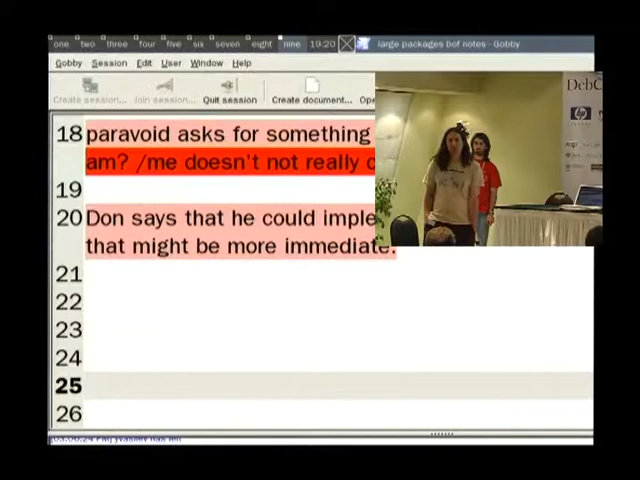 one two three four five six seven eight nine 19:20 large packages bof notes - Gobby
Gobby Session Edit User Window Help
Create session... Join session... Quit session Create document...
18 paravoid asks for something
am? /me doesn't not really
19
20 Don says that he could imple
that might be more immediate.
21
22
23
24
25
26
DebC
hp